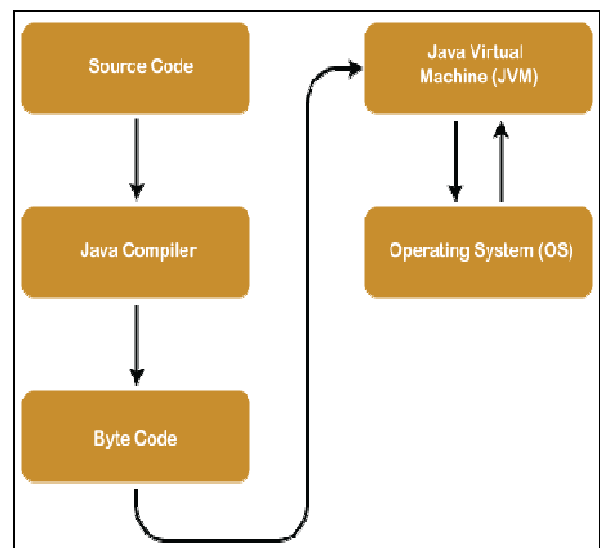 Source Code
Java Compiler
Byte Code
Java Virtual
Machine (JVM)
Operating System (OS)